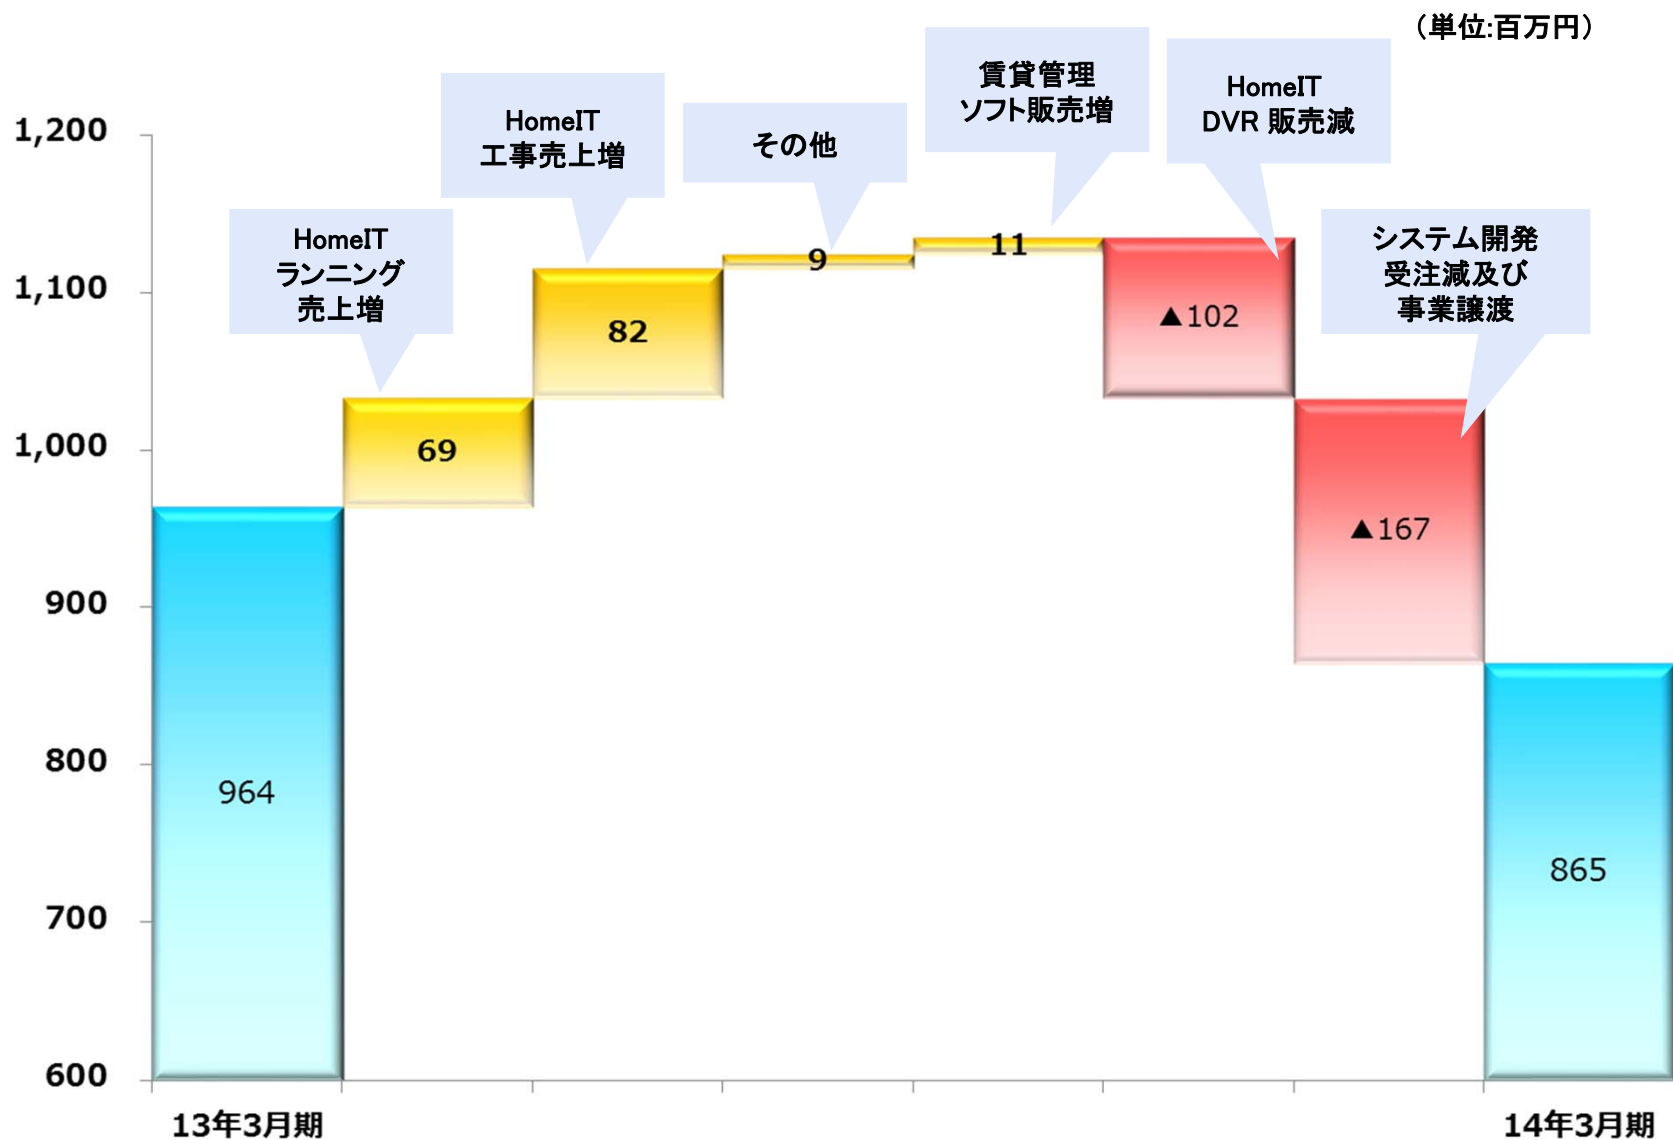 （単位:百万円）
賃貸管理
ソフト販売増
HomeIT
DVR 販売減
HomeIT
工事売上増
その他
HomeIT
ランニング
売上増
システム開発
受注減及び
事業譲渡
1,200
1,100
1,000
900
800
700
600
964
69
82
9
11
▲102
▲167
865
13年3月期
14年3月期